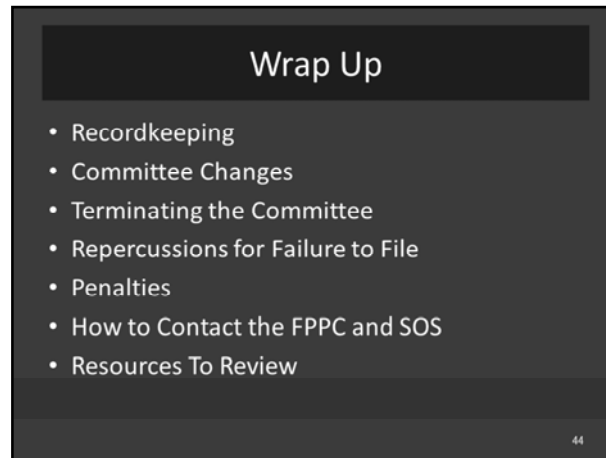 Wrap Up
• Recordkeeping
• Committee Changes
• Terminating the Committee
• Repercussions for Failure to File
• Penalties
• How to Contact the FPPC and SOS
• Resources To Review
44